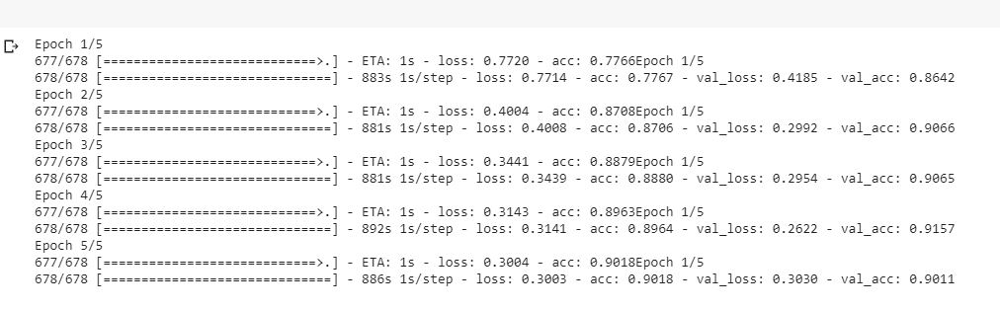 Epoch 1/5
677/678 [============================>.] - ETA: 1s - loss: 0.7720 - acc: 0.7766Epoch 1/5
678/678 [==============================] - 883s 1s/step - loss: 0.7714 - acc: 0.7767 - val_loss: 0.4185 - val_acc: 0.8642
Epoch 2/5
677/678 [============================>.] - ETA: 1s - loss: 0.4004 - acc: 0.8708Epoch 1/5
678/678 [==============================] - 881s 1s/step - loss: 0.4008 - acc: 0.8706 - val_loss: 0.2992 - val_acc: 0.9066
Epoch 3/5
677/678 [============================>.] - ETA: 1s - loss: 0.3441 - acc: 0.8879Epoch 1/5
678/678 [==============================] - 881s 1s/step - loss: 0.3439 - acc: 0.8880 - val_loss: 0.2954 - val_acc: 0.9065
Epoch 4/5
677/678 [============================>.] - ETA: 1s - loss: 0.3143 - acc: 0.8963Epoch 1/5
678/678 [==============================] - 892s 1s/step - loss: 0.3141 - acc: 0.8964 - val_loss: 0.2622 - val_acc: 0.9157
Epoch 5/5
677/678 [============================>.] - ETA: 1s - loss: 0.3004 - acc: 0.9018Epoch 1/5
678/678 [==============================] - 886s 1s/step - loss: 0.3003 - acc: 0.9018 - val_loss: 0.3030 - val_acc: 0.9011